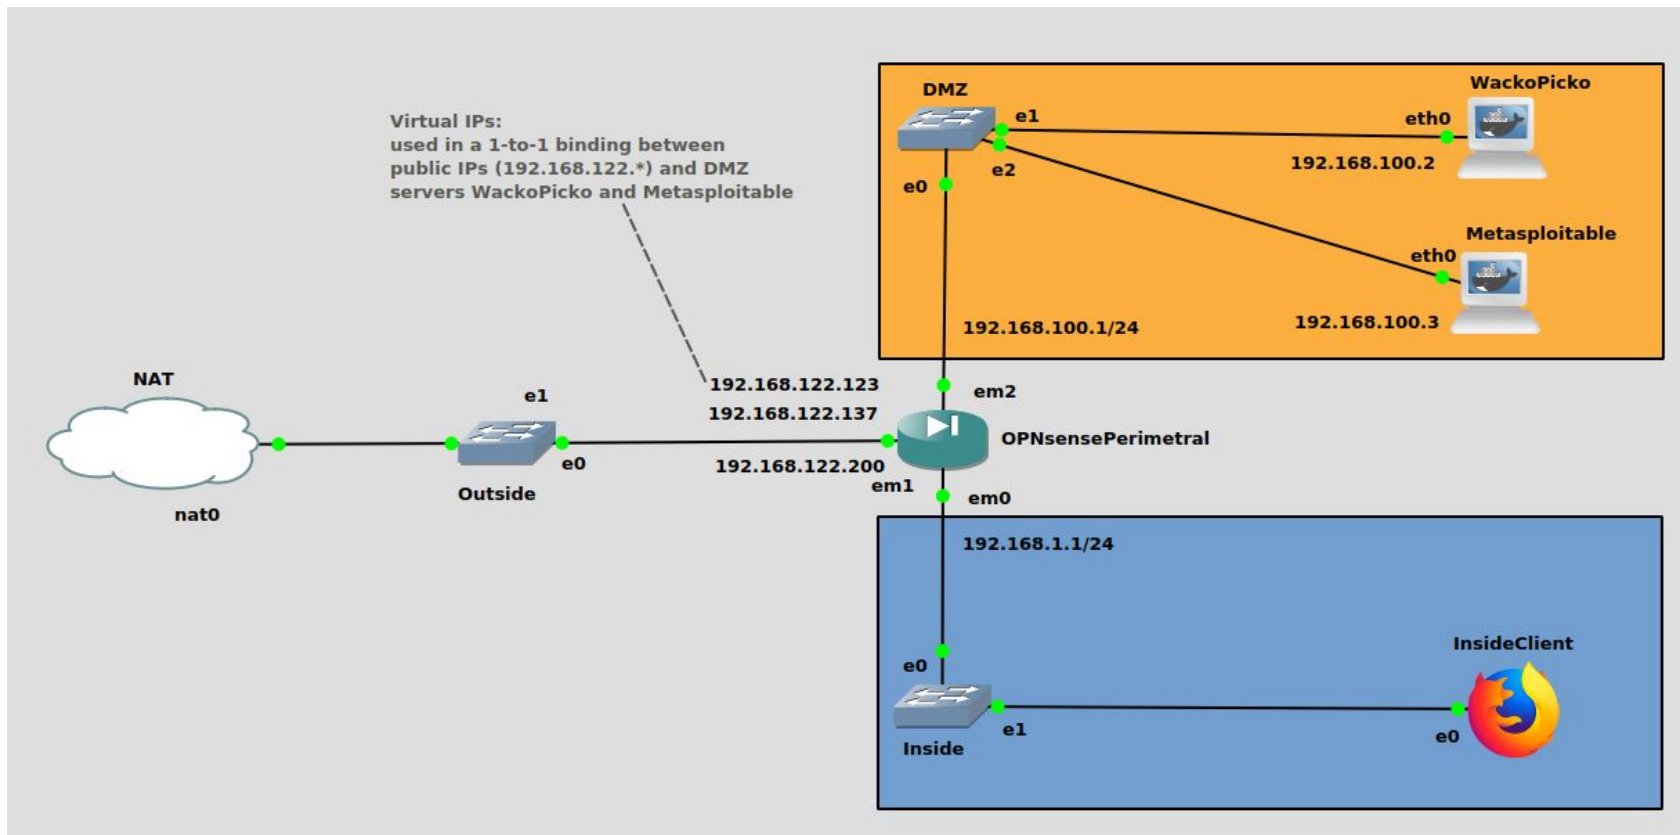 DMZ
WackoPicko
e1
eth0
Virtual IPs:
used in a 1-to-1 binding between
public IPs (192.168.122.*) and DMZ
servers WackoPicko and Metasploitable
192.168.100.2
e2
e0
Metasploitable
eth0
192.168.100.1/24
192.168.100.3
NAT
192.168.122.123
e1
em2
192.168.122.137
OPNsensePerimetral
e0
192.168.122.200
em1
Outside
em0
nat0
192.168.1.1/24
InsideClient
e0
e1
e0
Inside